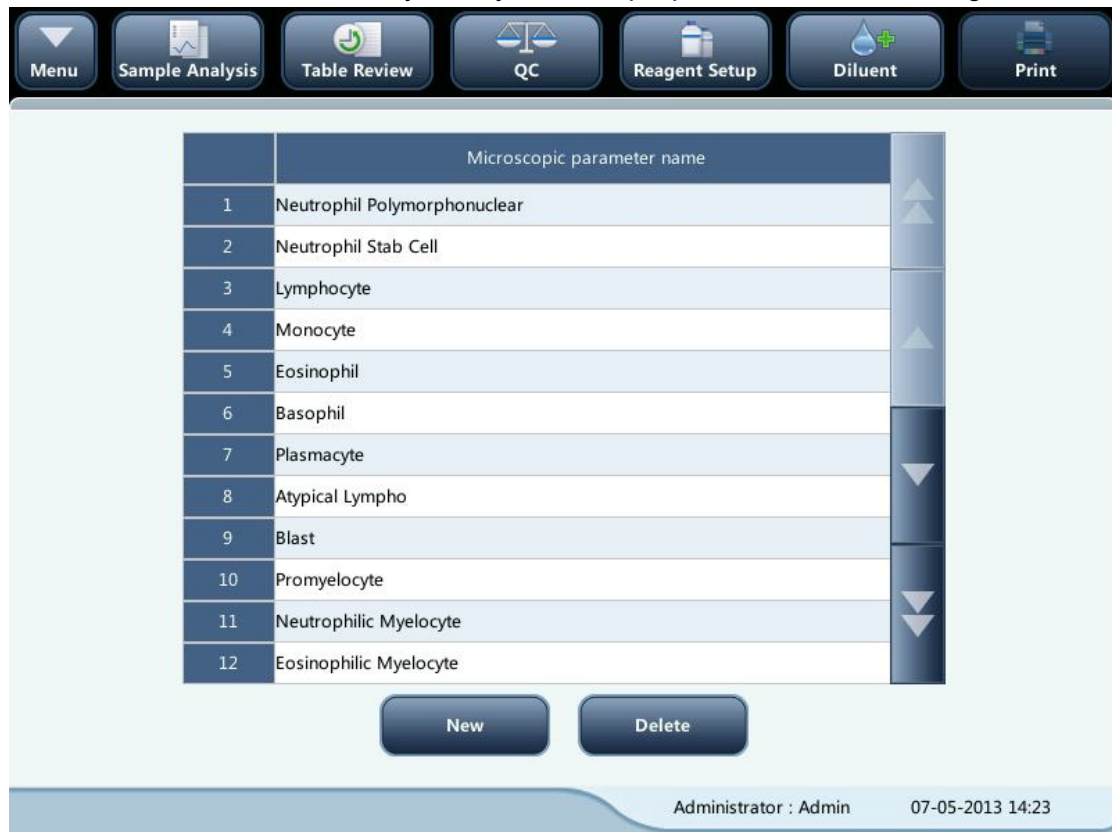 Menu
Sample Analysis
Table Review
QC
Reagent Setup
Diluent
Print
Microscopic parameter name
1 Neutrophil Polymorphonuclear
2 Neutrophil Stab Cell
3 Lymphocyte
4 Monocyte
5 Eosinophil
6 Basophil
7 Plasmacyte
8 Atypical Lympho
9 Blast
10 Promyelocyte
11 Neutrophilic Myelocyte
12 Eosinophilic Myelocyte
New
Delete
Administrator : Admin 07-05-2013 14:23